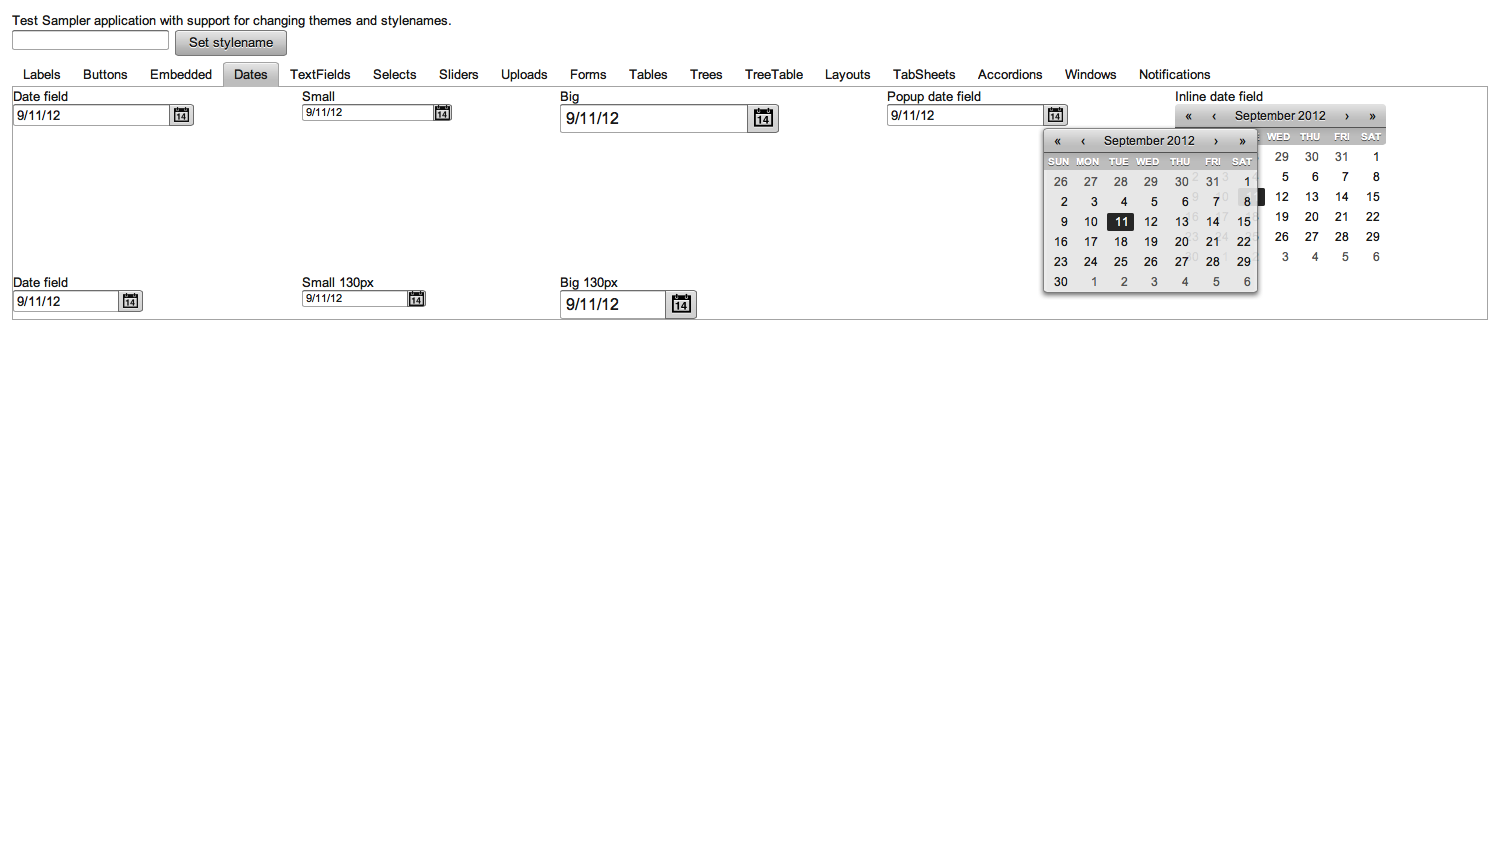 Test Sampler application with support for changing themes and stylenames.
Set stylename
Labels Buttons Embedded Dates TextFields Selects Sliders Uploads Forms Tables Trees TreeTable Layouts TabSheets Accordions Windows Notifications
Date field Small Big Popup date field Inline date field
9/11/12 14 9/11/12 14 9/11/12 14 9/11/12 14
« ‹ September 2012 › »
WED THU FRI SAT
29 30 31 1
5 6 7 8
12 13 14 15
19 20 21 22
26 27 28 29
3 4 5 6
« ‹ September 2012 › »
SUN MON TUE WED THU FRI SAT
26 27 28 29 30 31 1
2 3 4 5 6 7 8
9 10 11 12 13 14 15
16 17 18 19 20 21 22
23 24 25 26 27 28 29
30 1 2 3 4 5 6
Date field Small 130px Big 130px
9/11/12 14 9/11/12 14 9/11/12 14